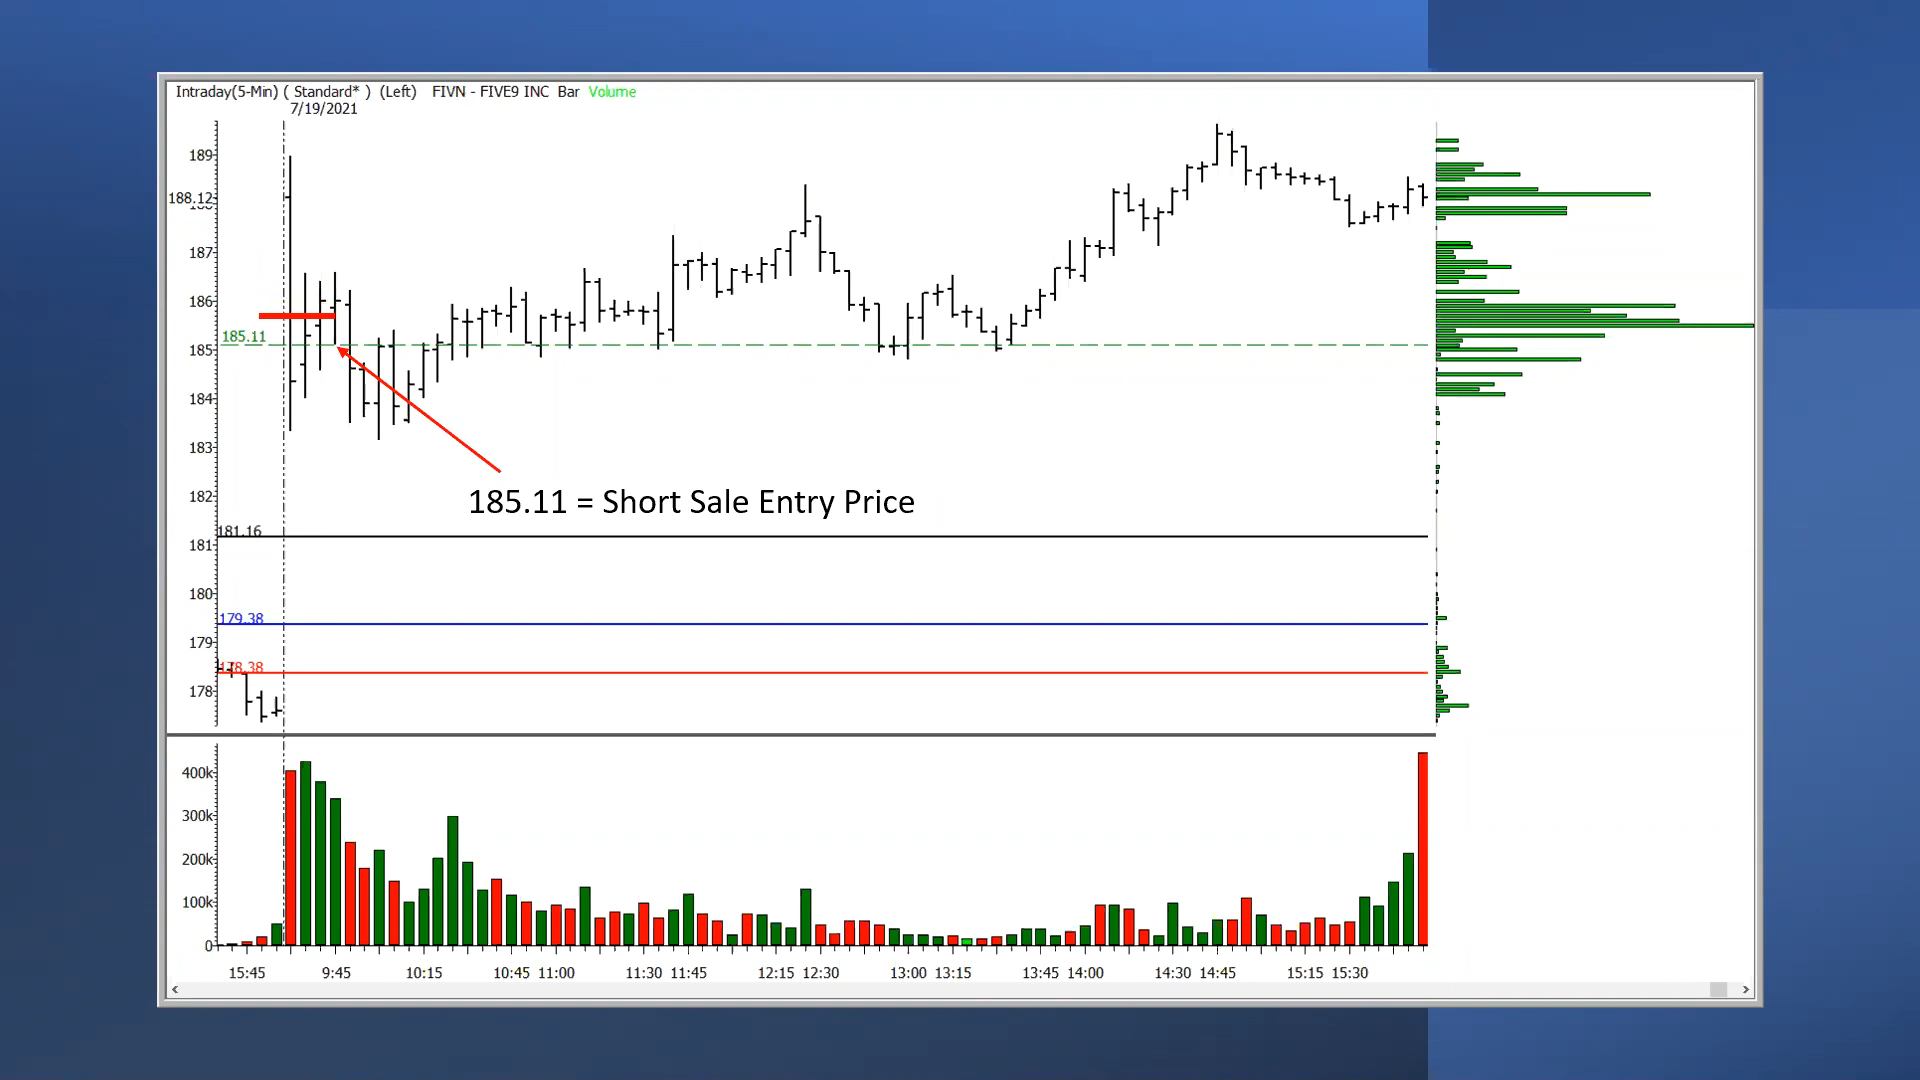 Intraday(5-Min) ( Standard* ) (Left) FIVN - FIVE9 INC Bar Volume
7/19/2021
189
188.12
187
186
185.11
185
184
183
185.11 = Short Sale Entry Price
182
181.16
181
180
179.38
179
178.38
178
400k
300k
200k
100k
0
15:45 9:45 10:15 10:45 11:00 11:30 11:45 12:15 12:30 13:00 13:15 13:45 14:00 14:30 14:45 15:15 15:30